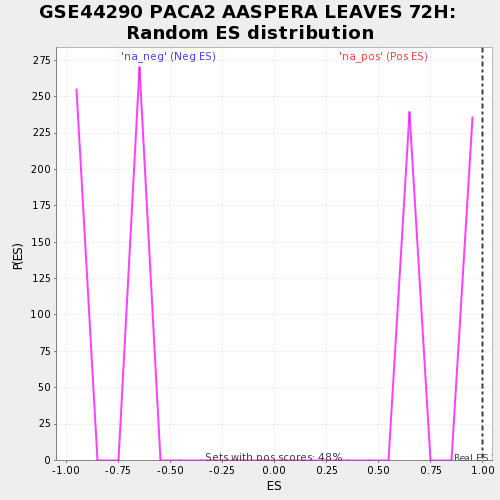 GSE44290 PACA2 AASPERA LEAVES 72H:
Random ES distribution
'na_neg' (Neg ES) 'na_pos' (Pos ES)
P(ES)
275
250
225
200
175
150
125
100
75
50
25
0
Sets with pos scores: 48%
Real ES
-1.00 -0.75 -0.50 -0.25 0.00 0.25 0.50 0.75 1.00
ES